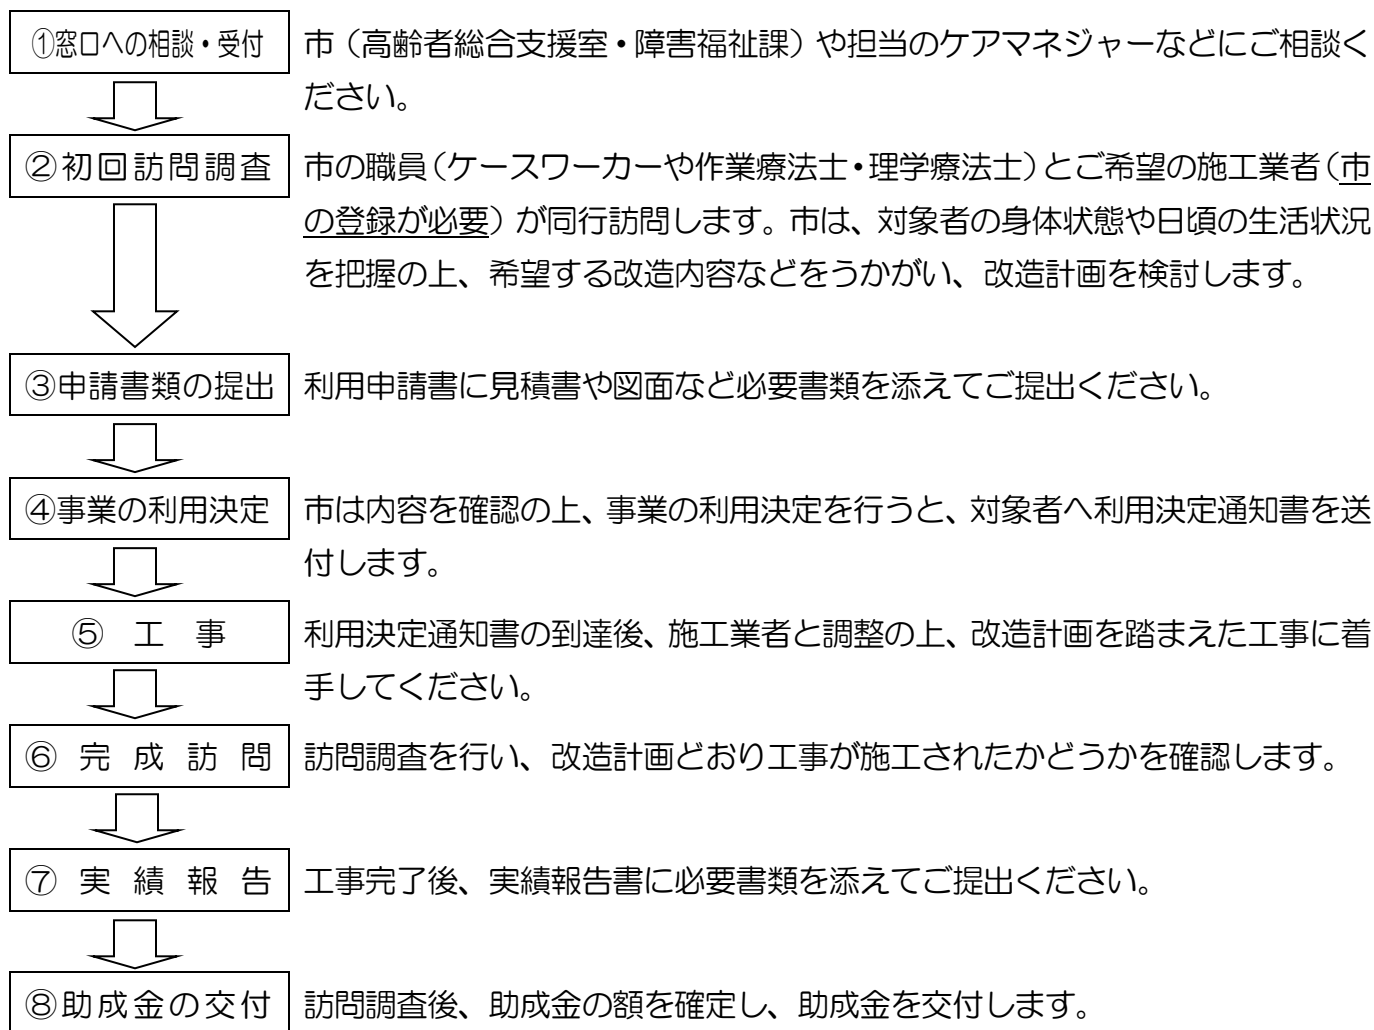 ①窓口への相談・受付
市（高齢者総合支援室・障害福祉課）や担当のケアマネジャーなどにご相談く
ださい。
②初回訪問調査
市の職員（ケースワーカーや作業療法士・理学療法士）とご希望の施工業者（市
の登録が必要）が同行訪問します。市は、対象者の身体状態や日頃の生活状況
を把握の上、希望する改造内容などをうかがい、改造計画を検討します。
③申請書類の提出
利用申請書に見積書や図面など必要書類を添えてご提出ください。
④事業の利用決定
市は内容を確認の上、事業の利用決定を行うと、対象者へ利用決定通知書を送
付します。
⑤ 工 事
利用決定通知書の到達後、施工業者と調整の上、改造計画を踏まえた工事に着
手してください。
⑥ 完 成 訪 問
訪問調査を行い、改造計画どおり工事が施工されたかどうかを確認します。
⑦ 実 績 報 告
工事完了後、実績報告書に必要書類を添えてご提出ください。
⑧助成金の交付
訪問調査後、助成金の額を確定し、助成金を交付します。